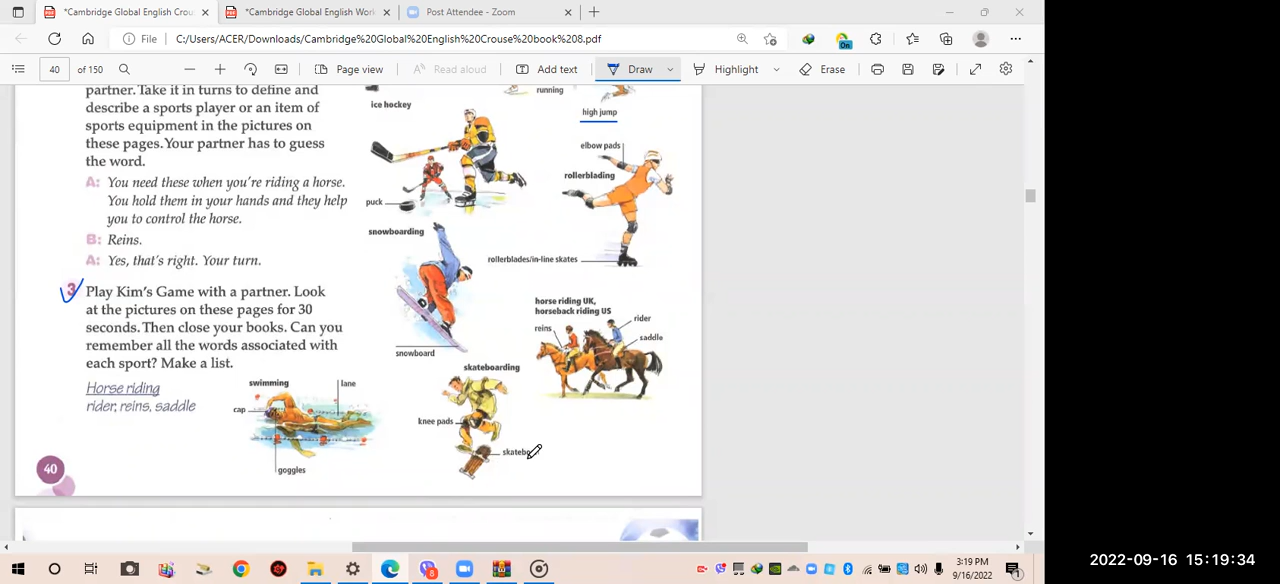 *Cambridge Global English Crou
*Cambridge Global English Work
Post Attendee - Zoom
File
C:/Users/ACER/Downloads/Cambridge%20Global%20English%20Crouse%20book%208.pdf
On
40 of 150
Page view
Read aloud
Add text
Draw
Highlight
Erase
partner. Take it in turns to define and
describe a sports player or an item of
sports equipment in the pictures on
these pages. Your partner has to guess
the word.
A: You need these when you're riding a horse.
You hold them in your hands and they help
you to control the horse.
B: Reins.
A: Yes, that's right. Your turn.
3 Play Kim's Game with a partner. Look
at the pictures on these pages for 30
seconds. Then close your books. Can you
remember all the words associated with
each sport? Make a list.
Horse riding
rider, reins, saddle
ice hockey
running
high jump
elbow pads
rollerblading
puck
snowboarding
rollerblades/in-line skates
horse riding UK,
horseback riding US
reins
rider
saddle
snowboard
skateboarding
swimming
lane
cap
knee pads
goggles
40
8
3:19 PM
9/16/2022
1
2022-09-16 15:19:34